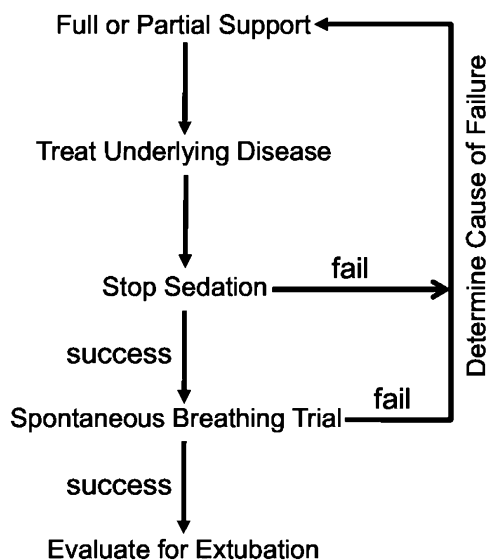 Full or Partial Support
Treat Underlying Disease
Stop Sedation
fail
success
Spontaneous Breathing Trial
fail
success
Evaluate for Extubation
Determine Cause of Failure